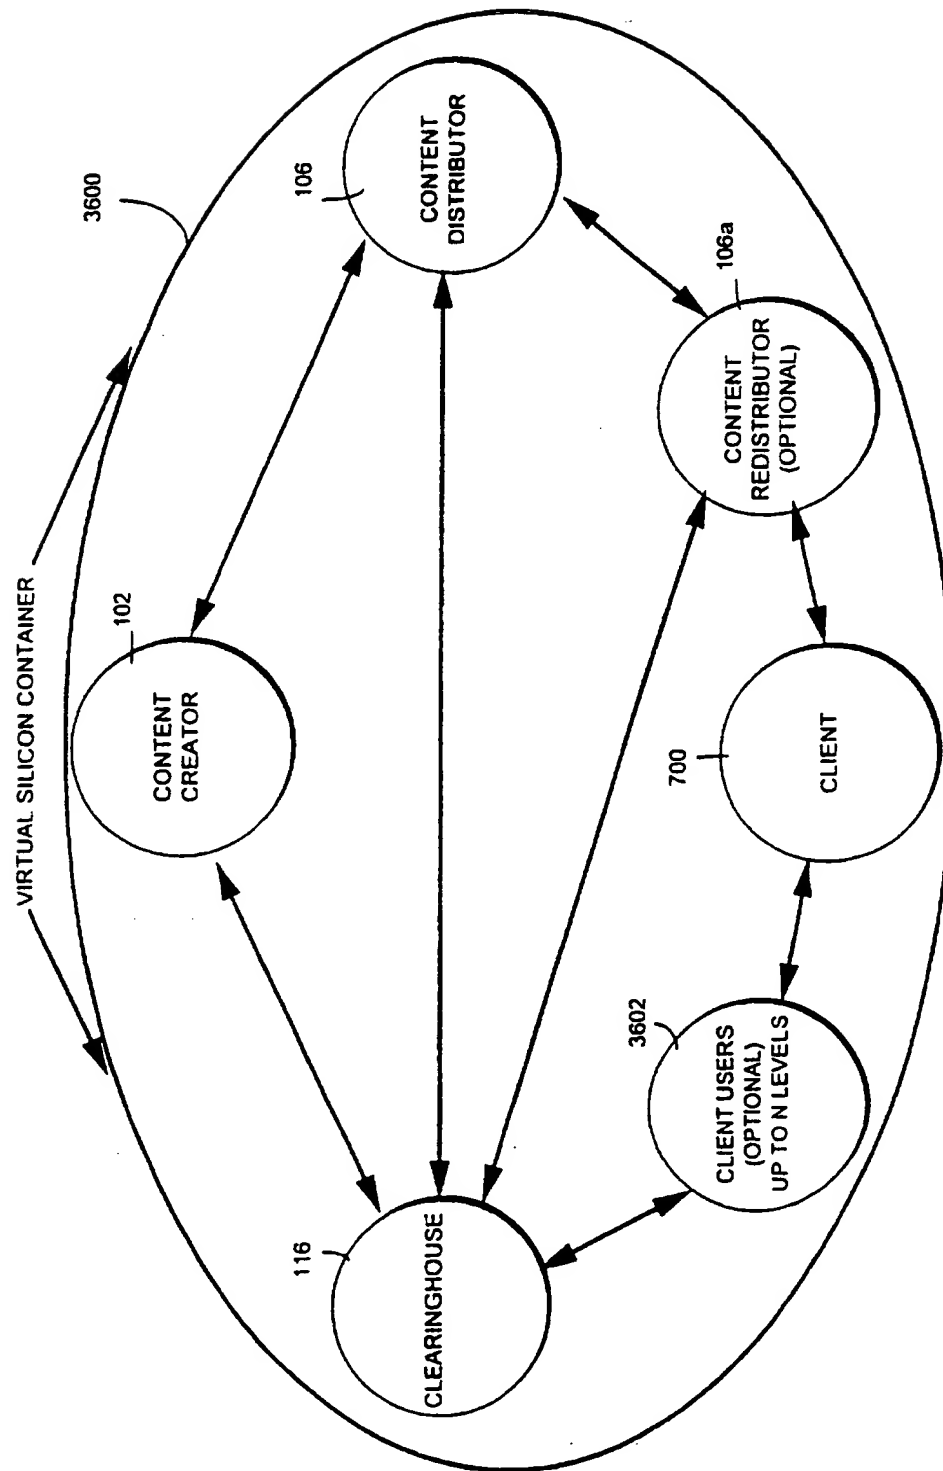 VIRTUAL SILICON CONTAINER
3600
102
CONTENT
CREATOR
106
CONTENT
DISTRIBUTOR
116
CLEARINGHOUSE
106a
CONTENT
REDISTRIBUTOR
(OPTIONAL)
3602
CLIENT USERS
(OPTIONAL)
UP TO N LEVELS
700
CLIENT